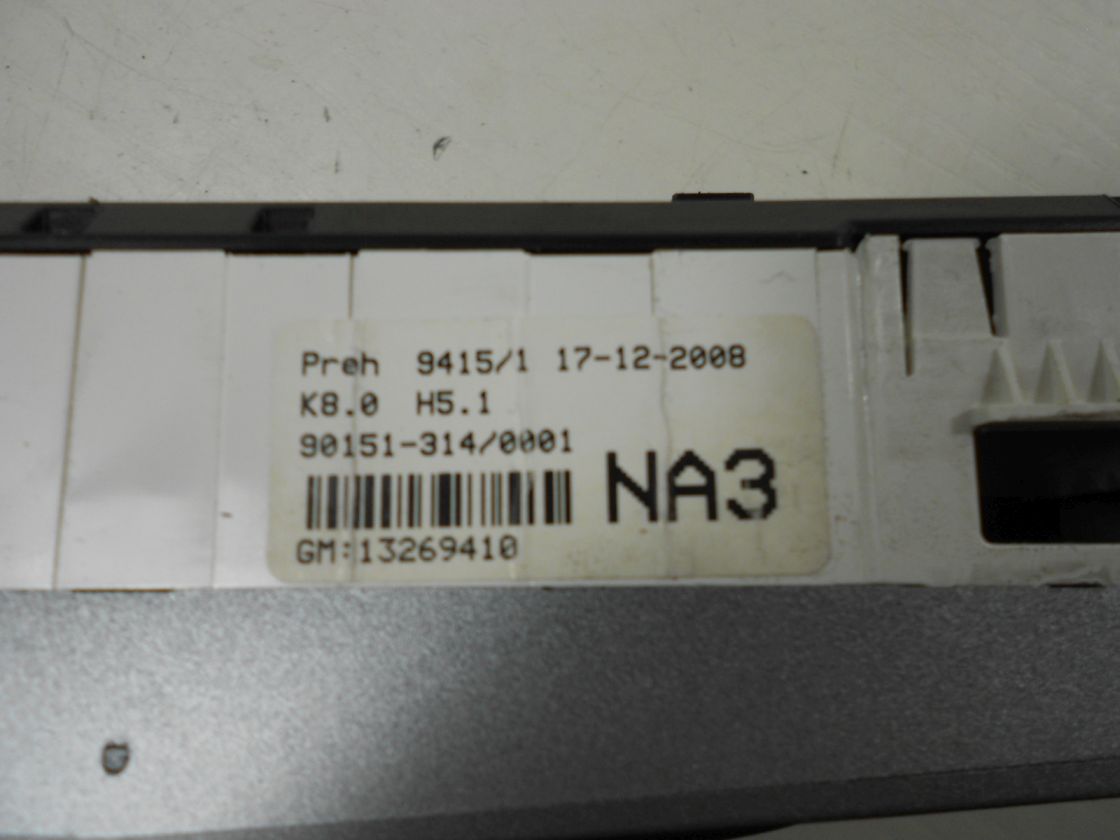 Preh 9415/1 17-12-2008
K8.0 H5.1
90151-314/0001
NA3
GM:13269410